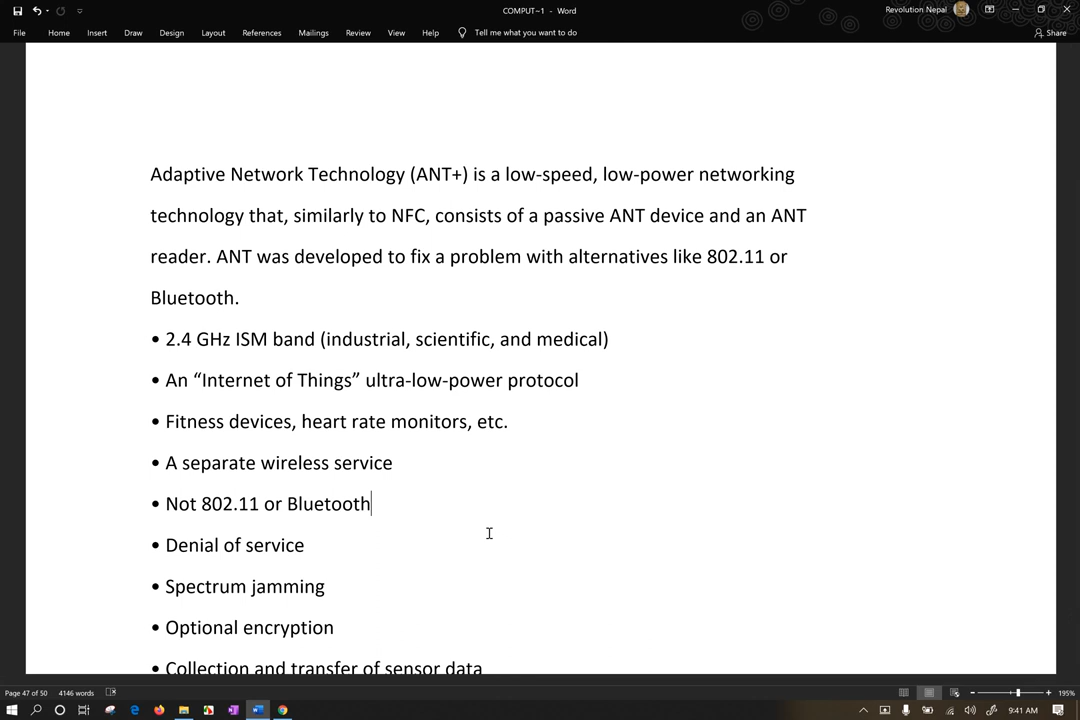 COMPUT~1 - Word
Revolution Nepal
File Home Insert Draw Design Layout References Mailings Review View Help Tell me what you want to do Share
Adaptive Network Technology (ANT+) is a low-speed, low-power networking
technology that, similarly to NFC, consists of a passive ANT device and an ANT
reader. ANT was developed to fix a problem with alternatives like 802.11 or
Bluetooth.
• 2.4 GHz ISM band (industrial, scientific, and medical)
• An “Internet of Things” ultra-low-power protocol
• Fitness devices, heart rate monitors, etc.
• A separate wireless service
• Not 802.11 or Bluetooth
• Denial of service
• Spectrum jamming
• Optional encryption
• Collection and transfer of sensor data
Page 47 of 50 4146 words 195%
9:41 AM